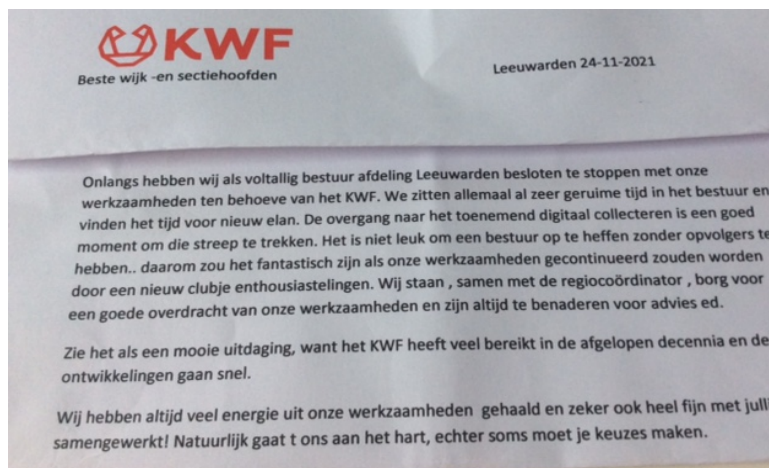 KWF
Beste wijk -en sectiehoofden
Leeuwarden 24-11-2021
Onlangs hebben wij als voltallig bestuur afdeling Leeuwarden besloten te stoppen met onze
werkzaamheden ten behoeve van het KWF. We zitten allemaal al zeer geruime tijd in het bestuur en
vinden het tijd voor nieuw elan. De overgang naar het toenemend digitaal collecteren is een goed
moment om die streep te trekken. Het is niet leuk om een bestuur op te heffen zonder opvolgers te
hebben.. daarom zou het fantastisch zijn als onze werkzaamheden gecontinueerd zouden worden
door een nieuw clubje enthousiastelingen. Wij staan , samen met de regiocoördinator , borg voor
een goede overdracht van onze werkzaamheden en zijn altijd te benaderen voor advies ed.
Zie het als een mooie uitdaging, want het KWF heeft veel bereikt in de afgelopen decennia en de
ontwikkelingen gaan snel.
Wij hebben altijd veel energie uit onze werkzaamheden gehaald en zeker ook heel fijn met julli
samengewerkt! Natuurlijk gaat t ons aan het hart, echter soms moet je keuzes maken.